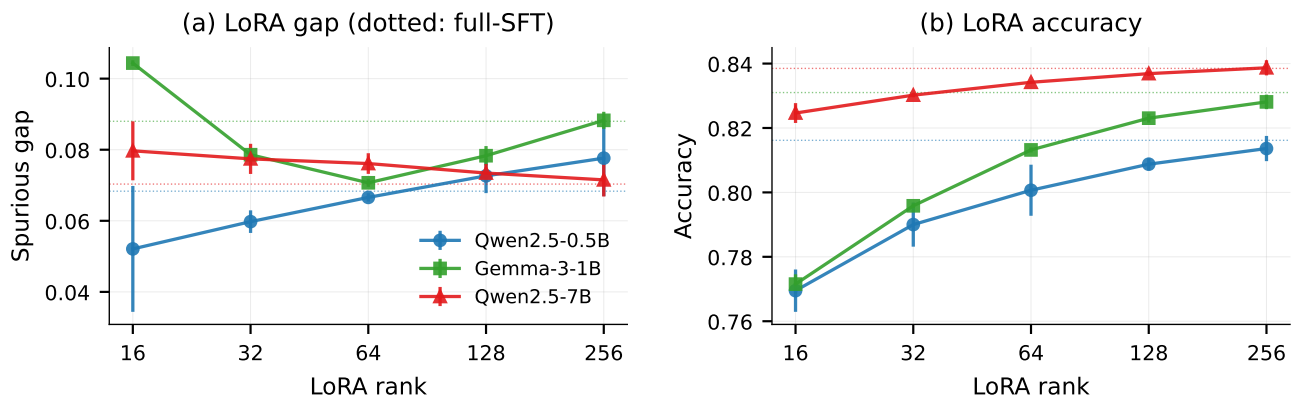 (a) LoRA gap (dotted: full-SFT)
Spurious gap
0.10
0.08
0.06
0.04
Qwen2.5-0.5B
Gemma-3-1B
Qwen2.5-7B
16 32 64 128 256
LoRA rank
(b) LoRA accuracy
Accuracy
0.84
0.82
0.80
0.78
0.76
16 32 64 128 256
LoRA rank